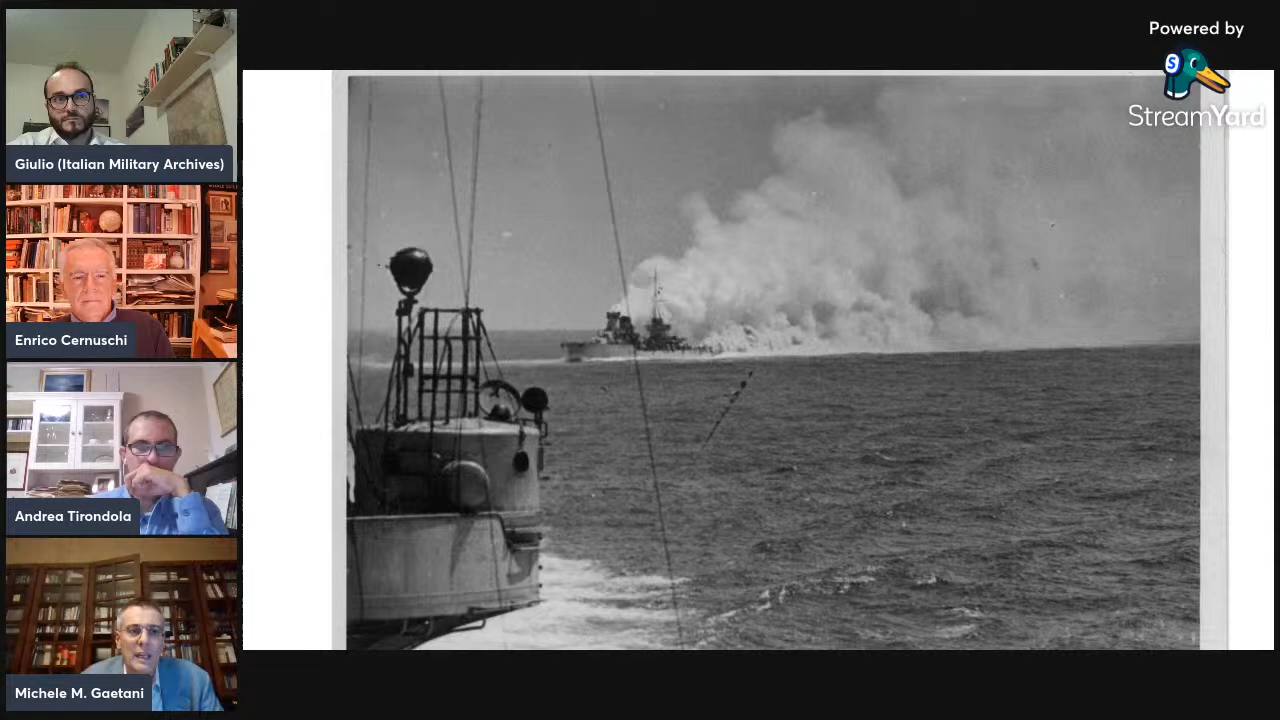 Powered by
StreamYard
Giulio (Italian Military Archives)
Enrico Cernuschi
Andrea Tirondola
Michele M. Gaetani